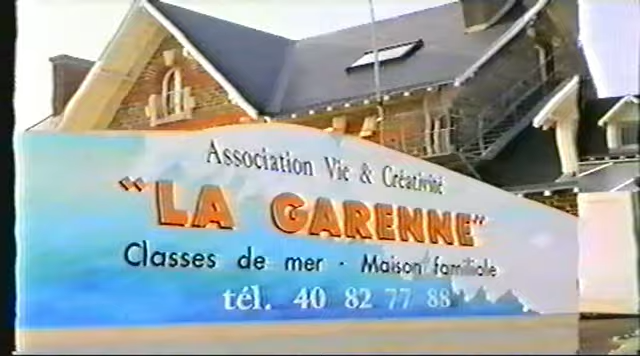 Association Vie & Créativité
"LA GARENNE"
Classes de mer - Maison familiale
tél. 40 82 77 88